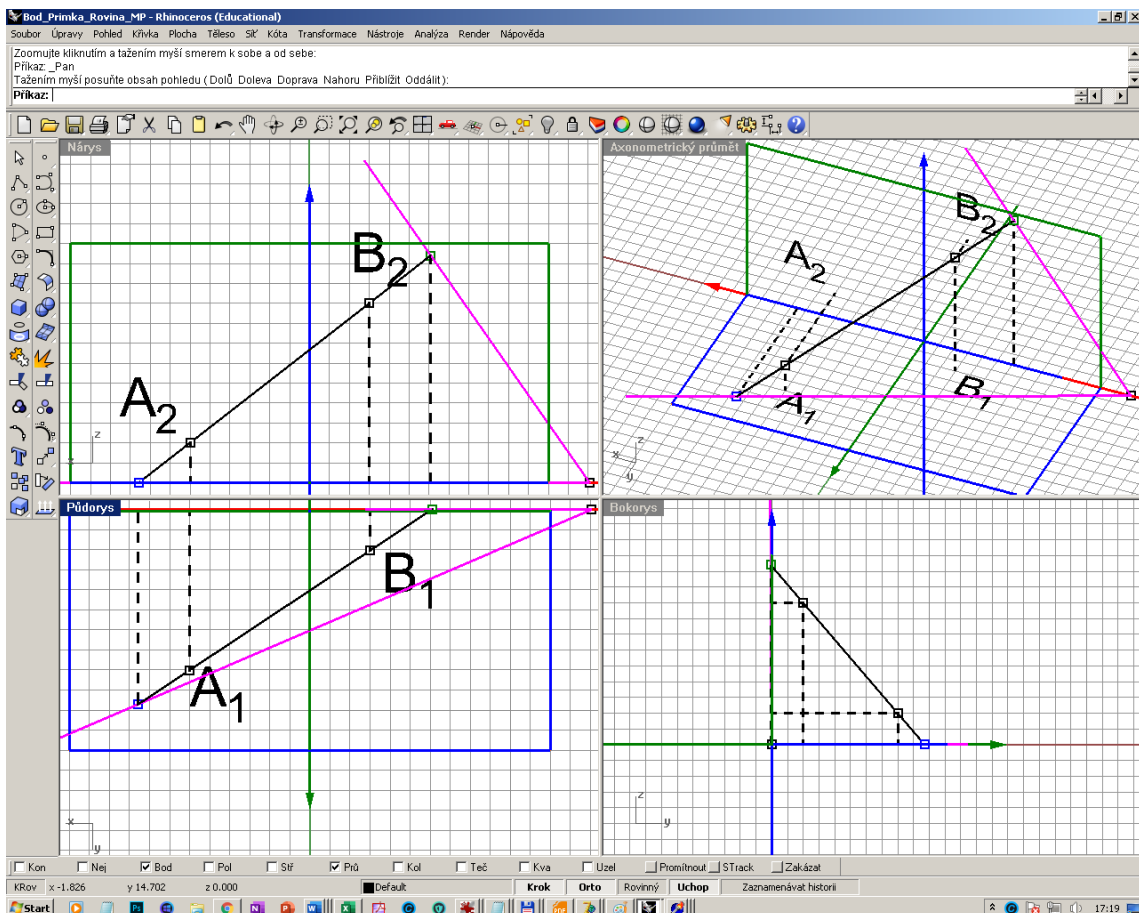 Bod_Primka_Rovina_MP - Rhinoceros (Educational)
Soubor Úpravy Pohled Křivka Plocha Těleso Síť Kóta Transformace Nástroje Analýza Render Nápověda
Zoomujte kliknutím a tažením myší smerem k sobe a od sebe:
Příkaz: _Pan
Tažením myší posuňte obsah pohledu ( Dolů Doleva Doprava Nahoru Přiblížit Oddálit ):
Příkaz:
Nárys
A2
B2
z
x
Axonometrický průmět
A2
B2
A1
B1
z
x
y
Půdorys
A1
B1
x
y
Bokorys
z
y
Kon Nej Bod Pol Stř Prů Kol Teč Kva Uzel Promítnout STrack Zakázat
KRov x -1.826 y 14.702 z 0.000 Default Krok Orto Rovinný Uchop Zaznamenávat historii
Start 17:19